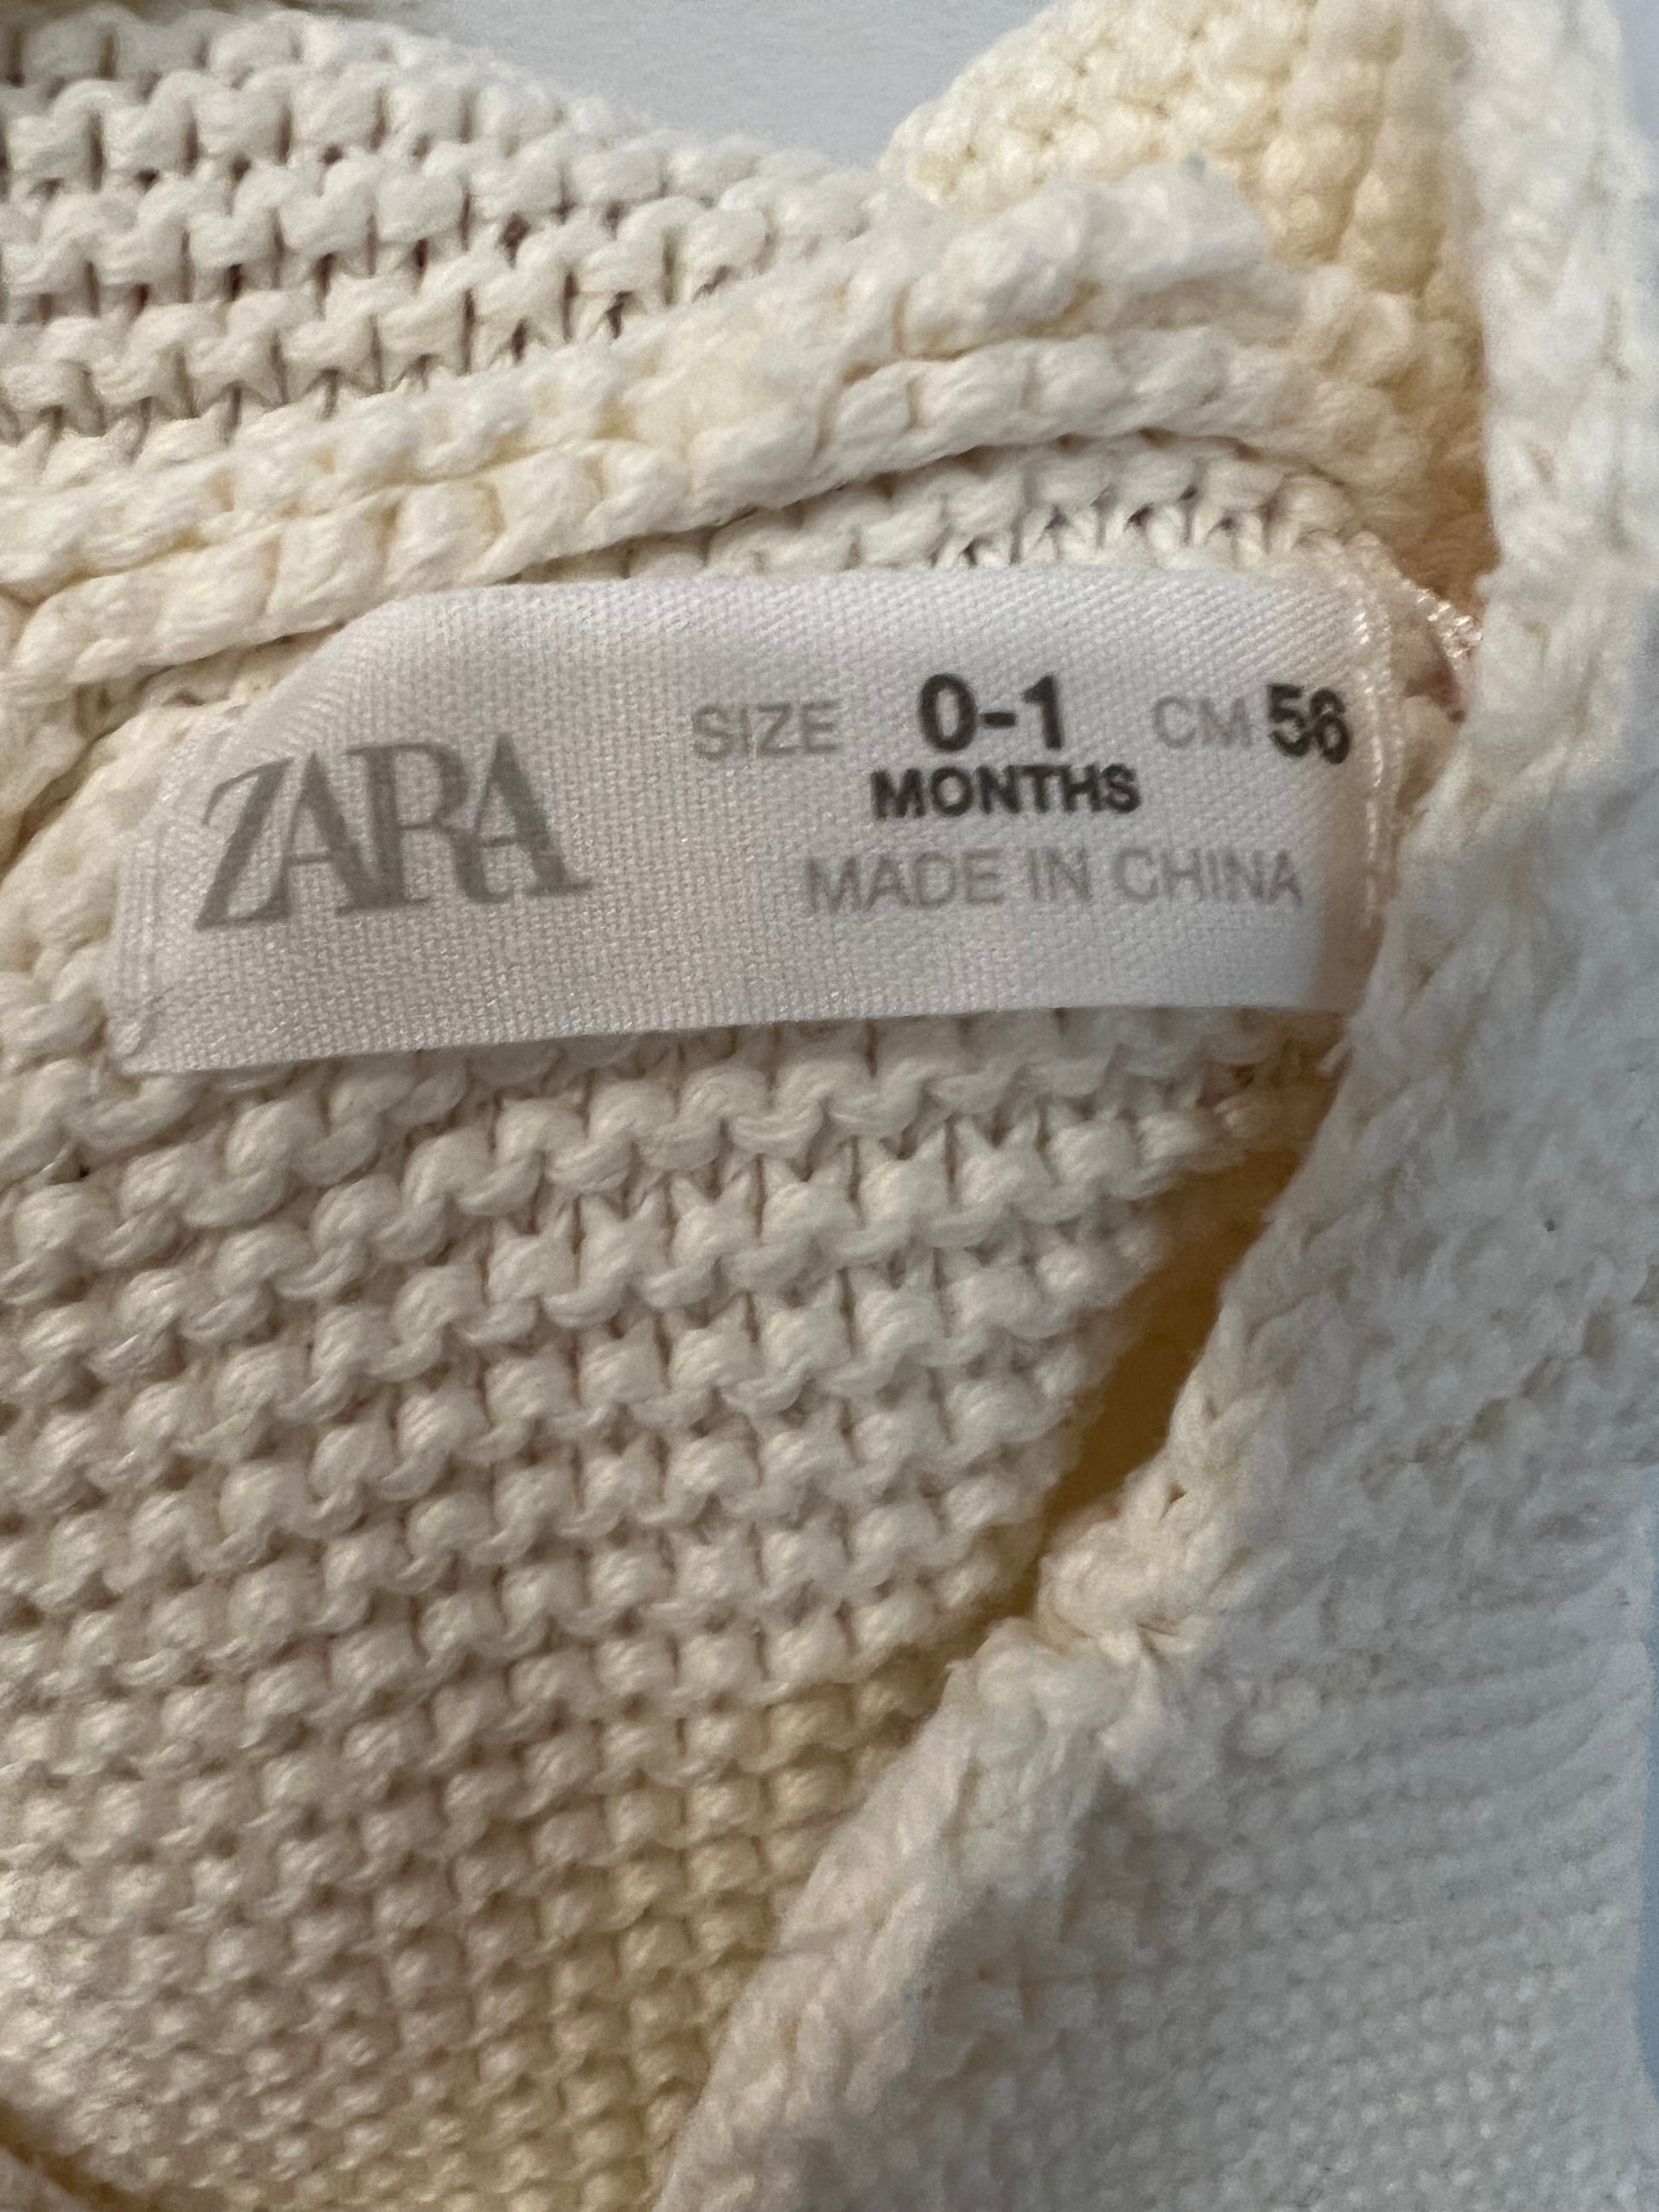 ZARA
SIZE 0-1 CM 56
MONTHS
MADE IN CHINA